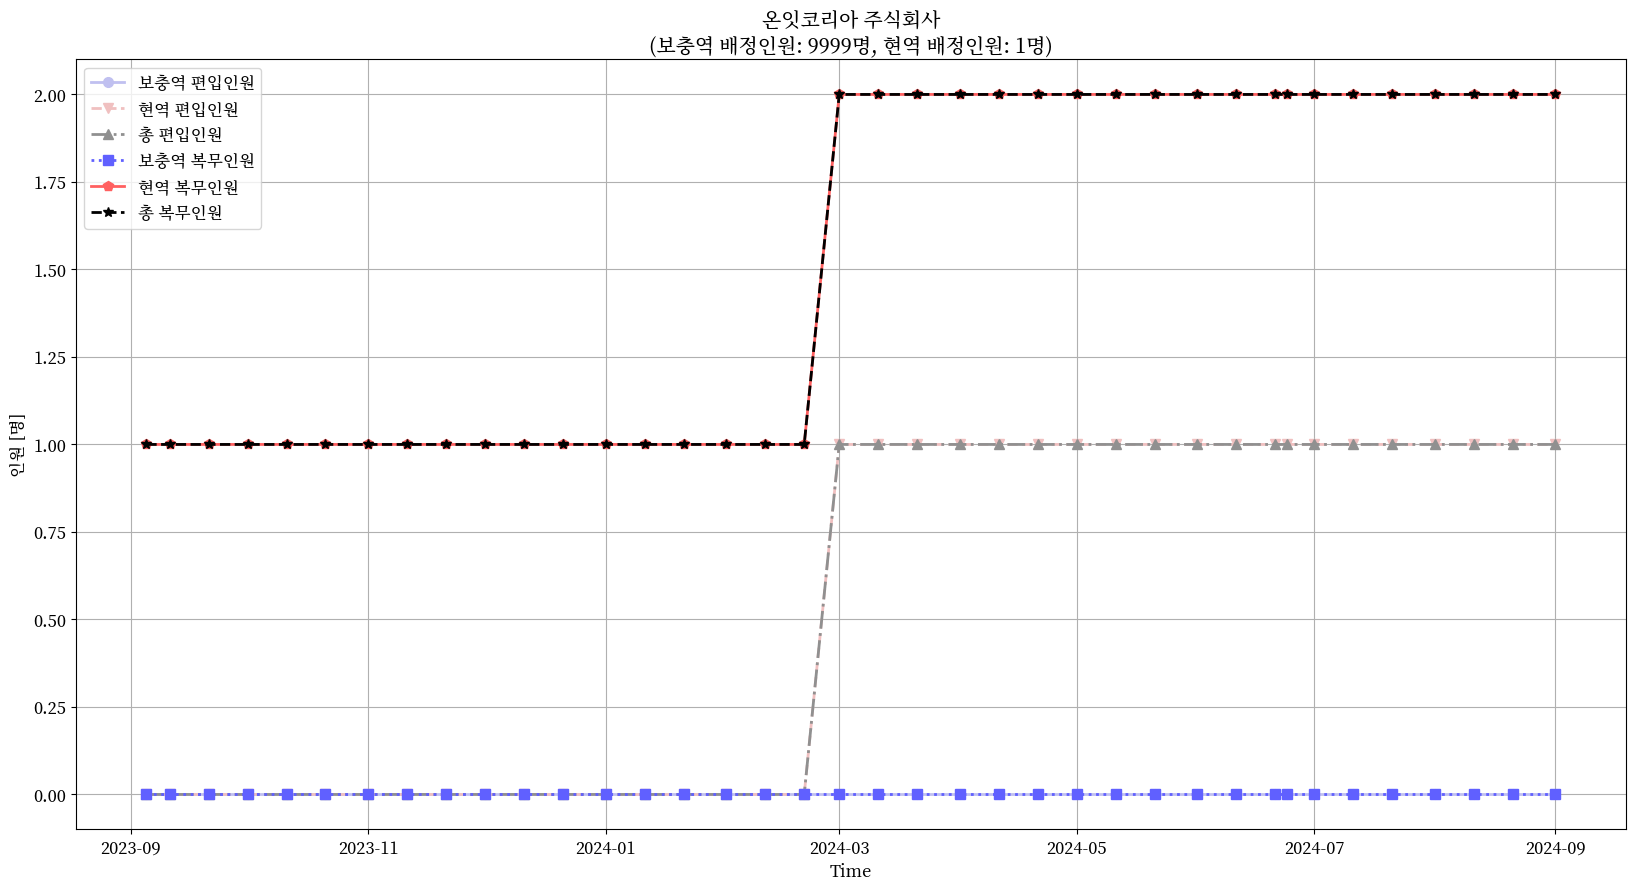 온잇코리아 주식회사
(보충역 배정인원: 9999명, 현역 배정인원: 1명)
보충역 편입인원
현역 편입인원
총 편입인원
보충역 복무인원
현역 복무인원
총 복무인원
2.00
1.75
1.50
1.25
1.00
0.75
0.50
0.25
0.00
인원 [명]
2023-09
2023-11
2024-01
2024-03
2024-05
2024-07
2024-09
Time